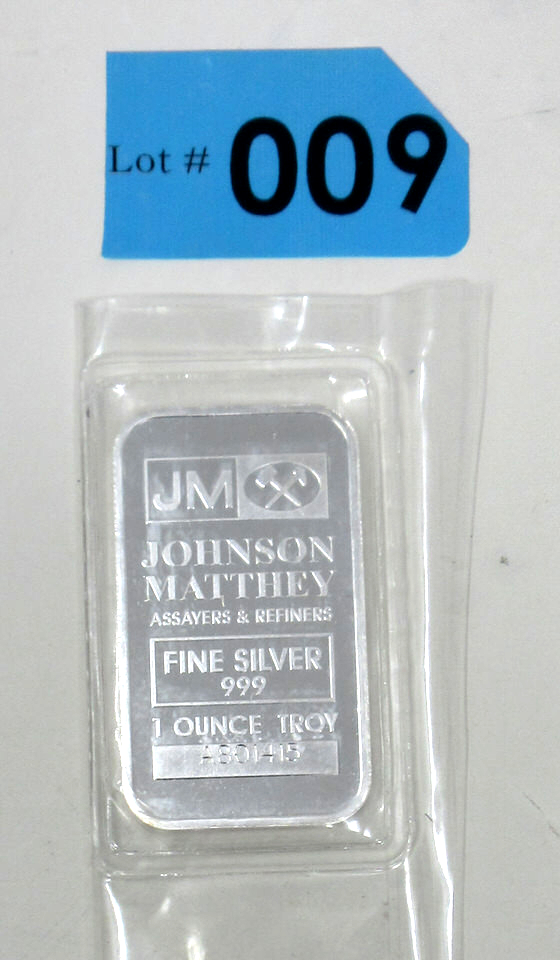 Lot # 009
JM
JOHNSON
MATTHEY
ASSAYERS & REFINERS
FINE SILVER
999
1 OUNCE TROY
A801415